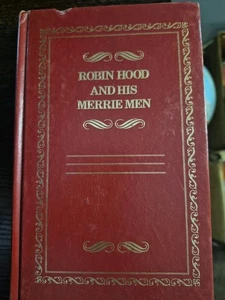 ROBIN HOOD
AND HIS
MERRIE MEN